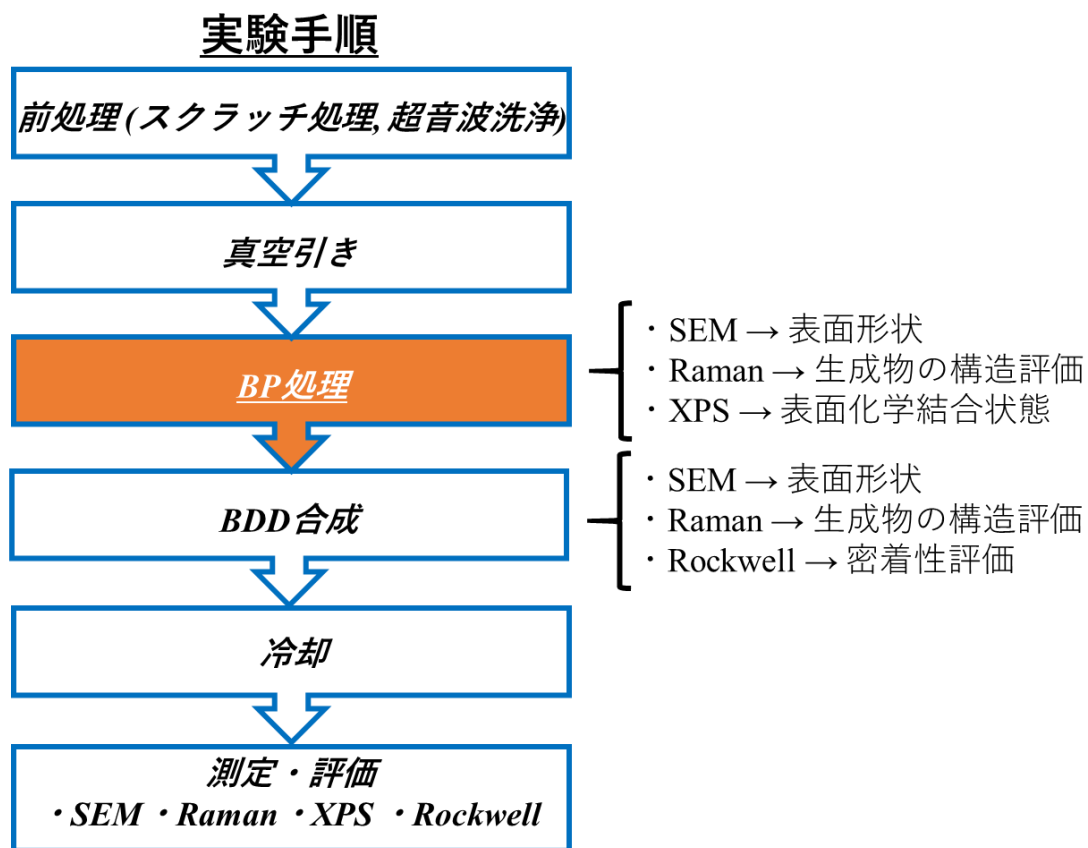 実験手順
前処理 (スクラッチ処理, 超音波洗浄)
真空引き
BP処理
・SEM → 表面形状
・Raman → 生成物の構造評価
・XPS → 表面化学結合状態
BDD合成
・SEM → 表面形状
・Raman → 生成物の構造評価
・Rockwell → 密着性評価
冷却
測定・評価
・SEM・Raman・XPS ・Rockwell